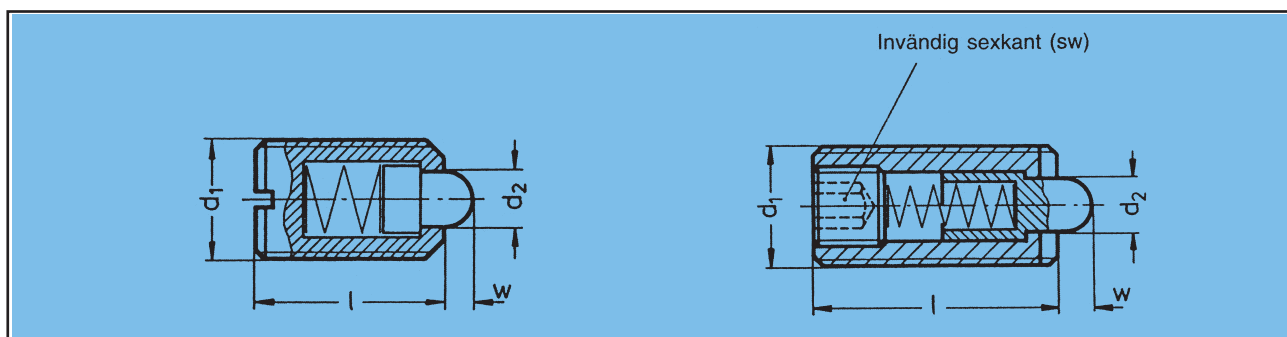 Invändig sexkant (sw)
d₁
d₂
l
w
d₁
d₂
l
w